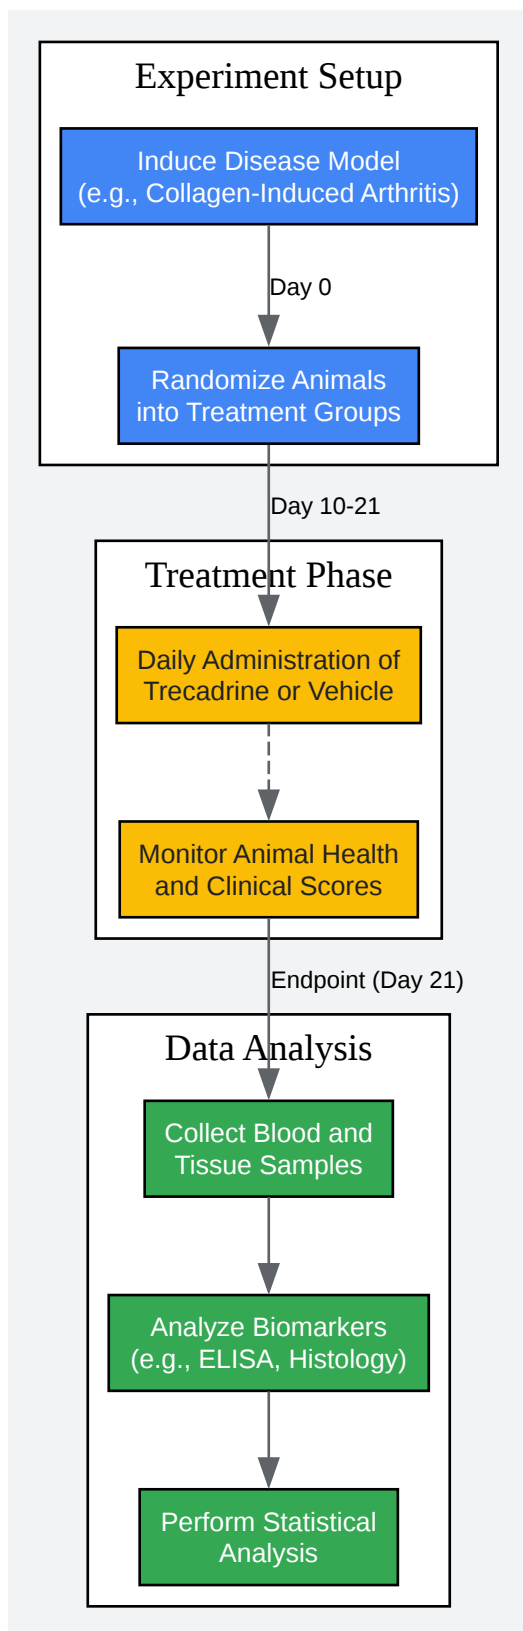 Experiment Setup
Induce Disease Model
(e.g., Collagen-Induced Arthritis)
Day 0
Randomize Animals
into Treatment Groups
Day 10-21
Treatment Phase
Daily Administration of
Trecadrine or Vehicle
Monitor Animal Health
and Clinical Scores
Endpoint (Day 21)
Data Analysis
Collect Blood and
Tissue Samples
Analyze Biomarkers
(e.g., ELISA, Histology)
Perform Statistical
Analysis